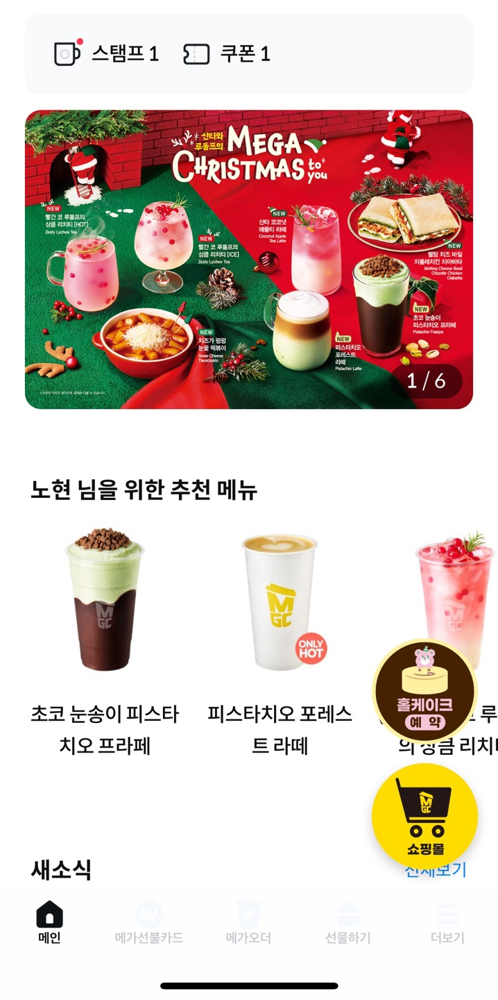 스탬프 1
쿠폰 1
산타와
루돌프의
MEGA
CHRISTMAS to you
NEW
빨간 코 루돌프의
상큼 리치티 [HOT]
Zesty Lychee Tea
NEW
빨간 코 루돌프의
상큼 리치티 [ICE]
Zesty Lychee Tea
NEW
산타 코코넛
애플티 라떼
Coconut Apple
Tea Latte
NEW
멜팅 치즈 바질
치폴레치킨 치아바타
Melting Cheese Basil
Chipotle Chicken
Ciabatta
NEW
초코 눈송이
피스타치오 프라페
Pistachio Frappe
NEW
치즈가 펑펑
눈꽃 떡볶이
Snow Cheese
Tteokbokki
NEW
피스타치오
포레스트
라떼
Pistachio Latte
1 / 6
노현 님을 위한 추천 메뉴
MGC
MGC
ONLY
HOT
MGC
초코 눈송이 피스타
치오 프라페
피스타치오 포레스
트 라떼
루
의 상큼 리치
홀케이크
예 약
MGC
쇼핑몰
새소식
전체보기
메인
메가선불카드
메가오더
선물하기
더보기